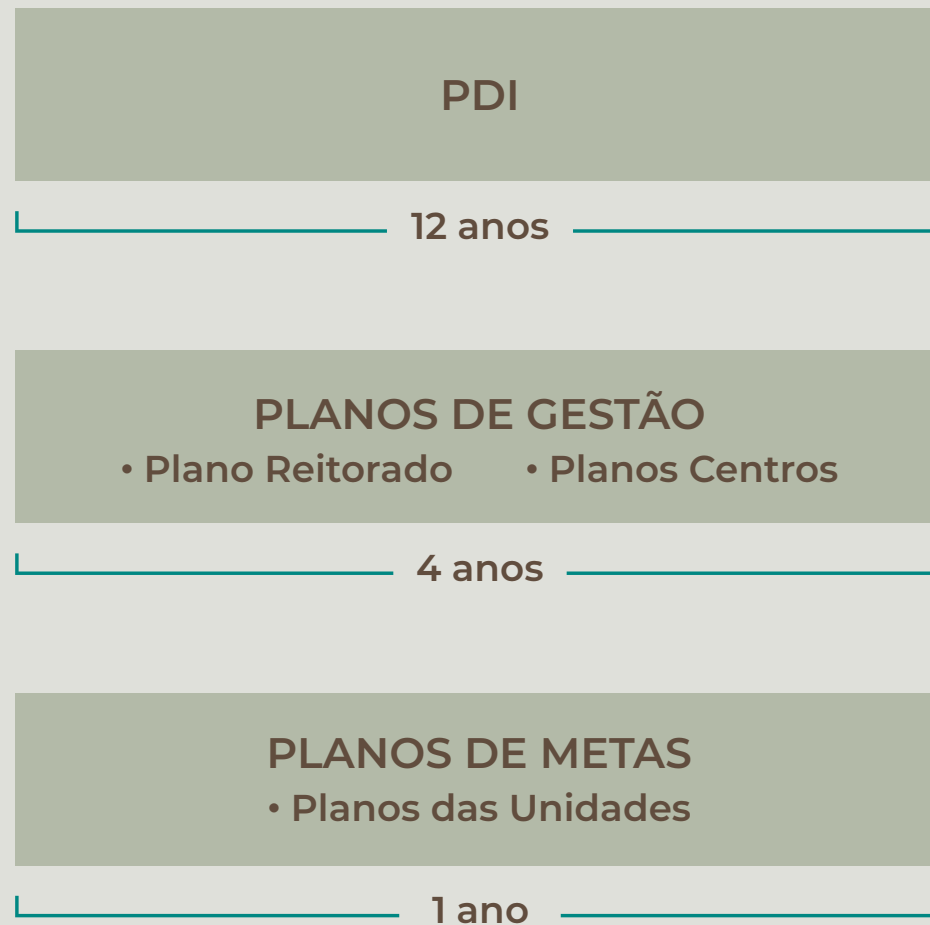 PDI
12 anos
PLANOS DE GESTÃO
• Plano Reitorado • Planos Centros
4 anos
PLANOS DE METAS
• Planos das Unidades
1 ano